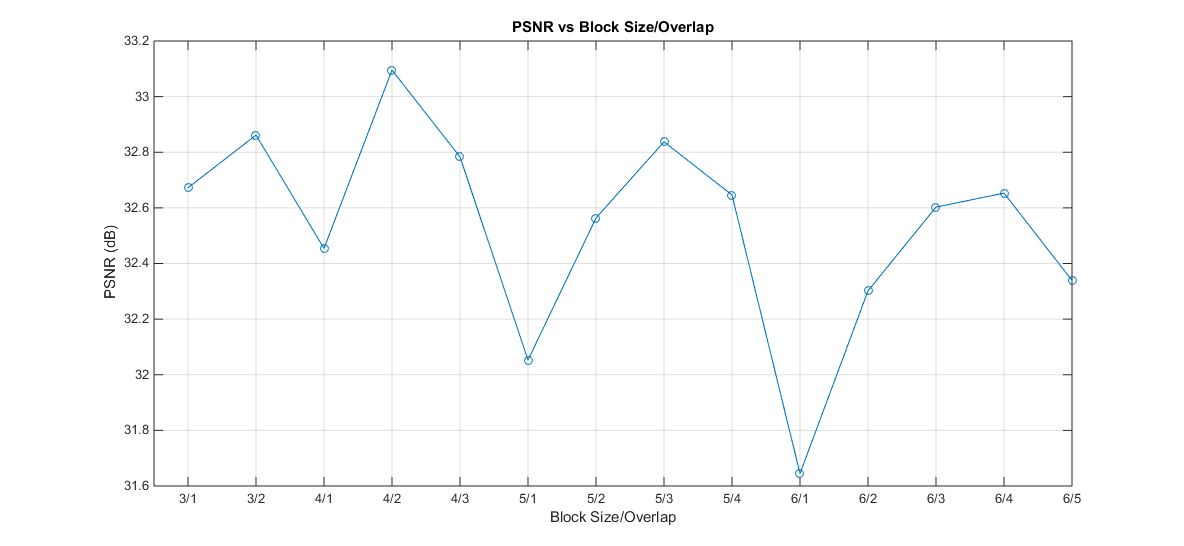 PSNR vs Block Size/Overlap
33.2
33
32.8
32.6
32.4
32.2
32
31.8
31.6
PSNR (dB)
3/1 3/2 4/1 4/2 4/3 5/1 5/2 5/3 5/4 6/1 6/2 6/3 6/4 6/5
Block Size/Overlap